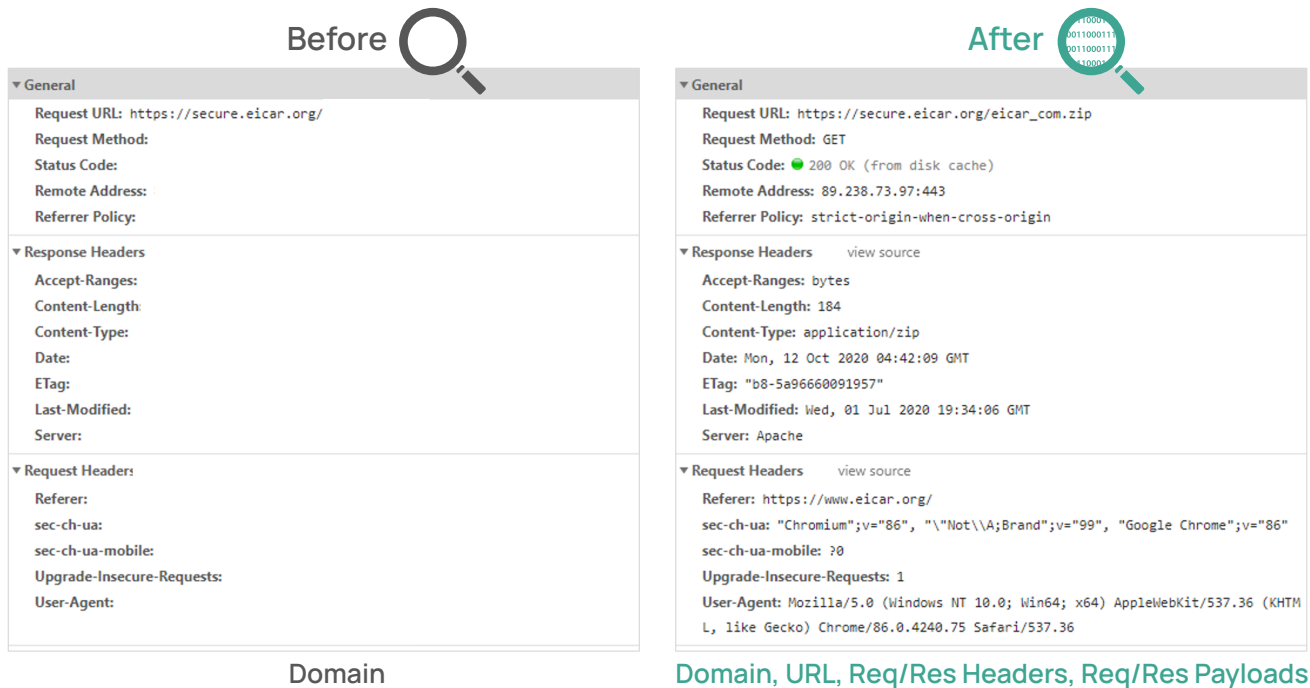 Before
General
Request URL: https://secure.eicar.org/
Request Method:
Status Code:
Remote Address:
Referrer Policy:
Response Headers
Accept-Ranges:
Content-Length:
Content-Type:
Date:
ETag:
Last-Modified:
Server:
Request Headers
Referer:
sec-ch-ua:
sec-ch-ua-mobile:
Upgrade-Insecure-Requests:
User-Agent:
Domain
After
General
Request URL: https://secure.eicar.org/eicar_com.zip
Request Method: GET
Status Code: 200 OK (from disk cache)
Remote Address: 89.238.73.97:443
Referrer Policy: strict-origin-when-cross-origin
Response Headers view source
Accept-Ranges: bytes
Content-Length: 184
Content-Type: application/zip
Date: Mon, 12 Oct 2020 04:42:09 GMT
ETag: "b8-5a96660091957"
Last-Modified: Wed, 01 Jul 2020 19:34:06 GMT
Server: Apache
Request Headers view source
Referer: https://www.eicar.org/
sec-ch-ua: "Chromium";v="86", "\"Not\\A;Brand";v="99", "Google Chrome";v="86"
sec-ch-ua-mobile: ?0
Upgrade-Insecure-Requests: 1
User-Agent: Mozilla/5.0 (Windows NT 10.0; Win64; x64) AppleWebKit/537.36 (KHTM
L, like Gecko) Chrome/86.0.4240.75 Safari/537.36
Domain, URL, Req/Res Headers, Req/Res Payloads